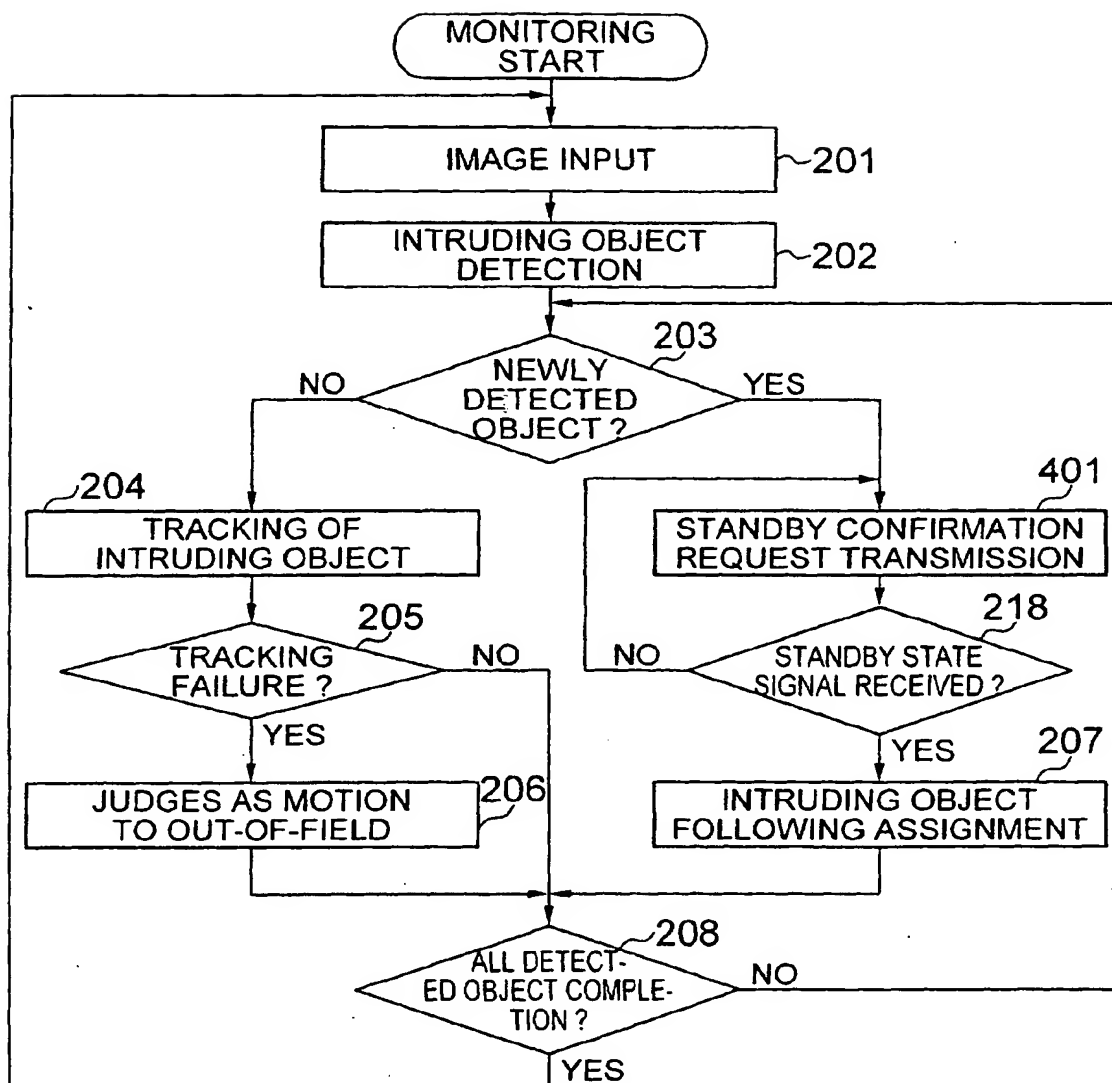 MONITORING
START
IMAGE INPUT
201
INTRUDING OBJECT
DETECTION
202
203
NEWLY
DETECTED
OBJECT ?
NO
YES
204
TRACKING OF
INTRUDING OBJECT
401
STANDBY CONFIRMATION
REQUEST TRANSMISSION
205
TRACKING
FAILURE ?
NO
YES
218
STANDBY STATE
SIGNAL RECEIVED ?
NO
YES
JUDGES AS MOTION
TO OUT-OF-FIELD
206
207
INTRUDING OBJECT
FOLLOWING ASSIGNMENT
208
ALL DETECT-
ED OBJECT COMPLE-
TION ?
NO
YES